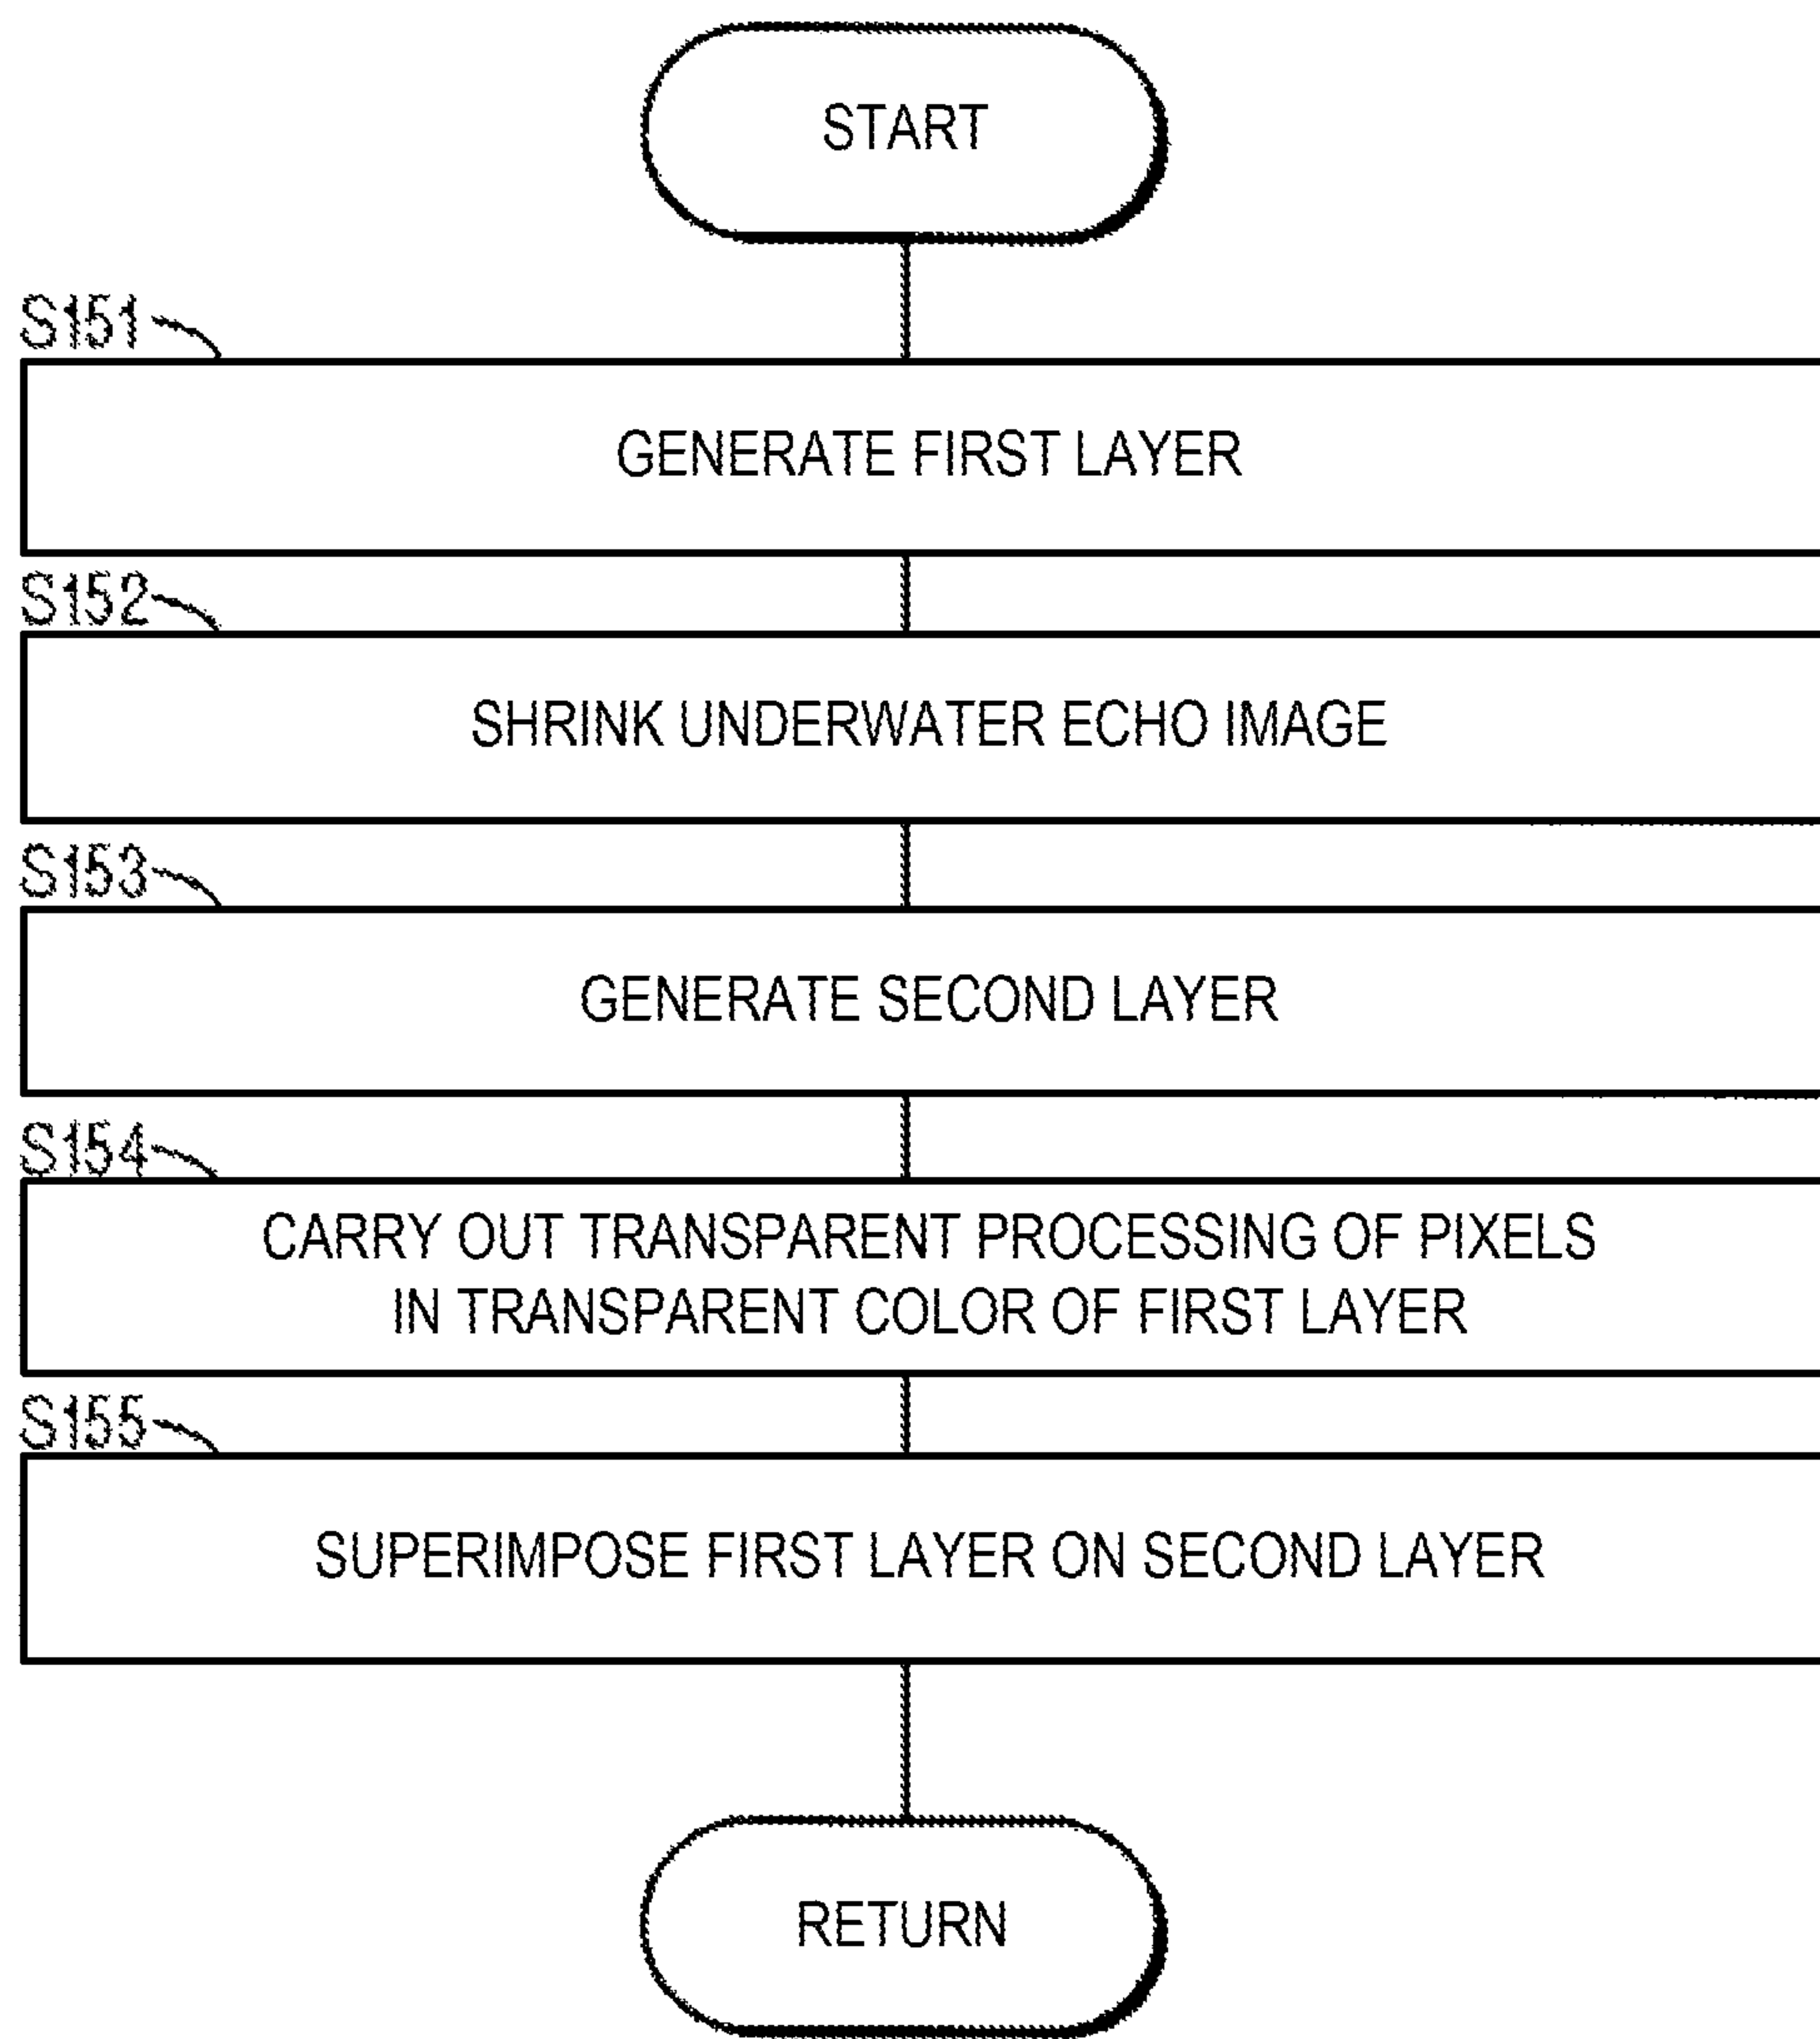 START
S151
GENERATE FIRST LAYER
S152
SHRINK UNDERWATER ECHO IMAGE
S153
GENERATE SECOND LAYER
S154
CARRY OUT TRANSPARENT PROCESSING OF PIXELS
IN TRANSPARENT COLOR OF FIRST LAYER
S155
SUPERIMPOSE FIRST LAYER ON SECOND LAYER
RETURN